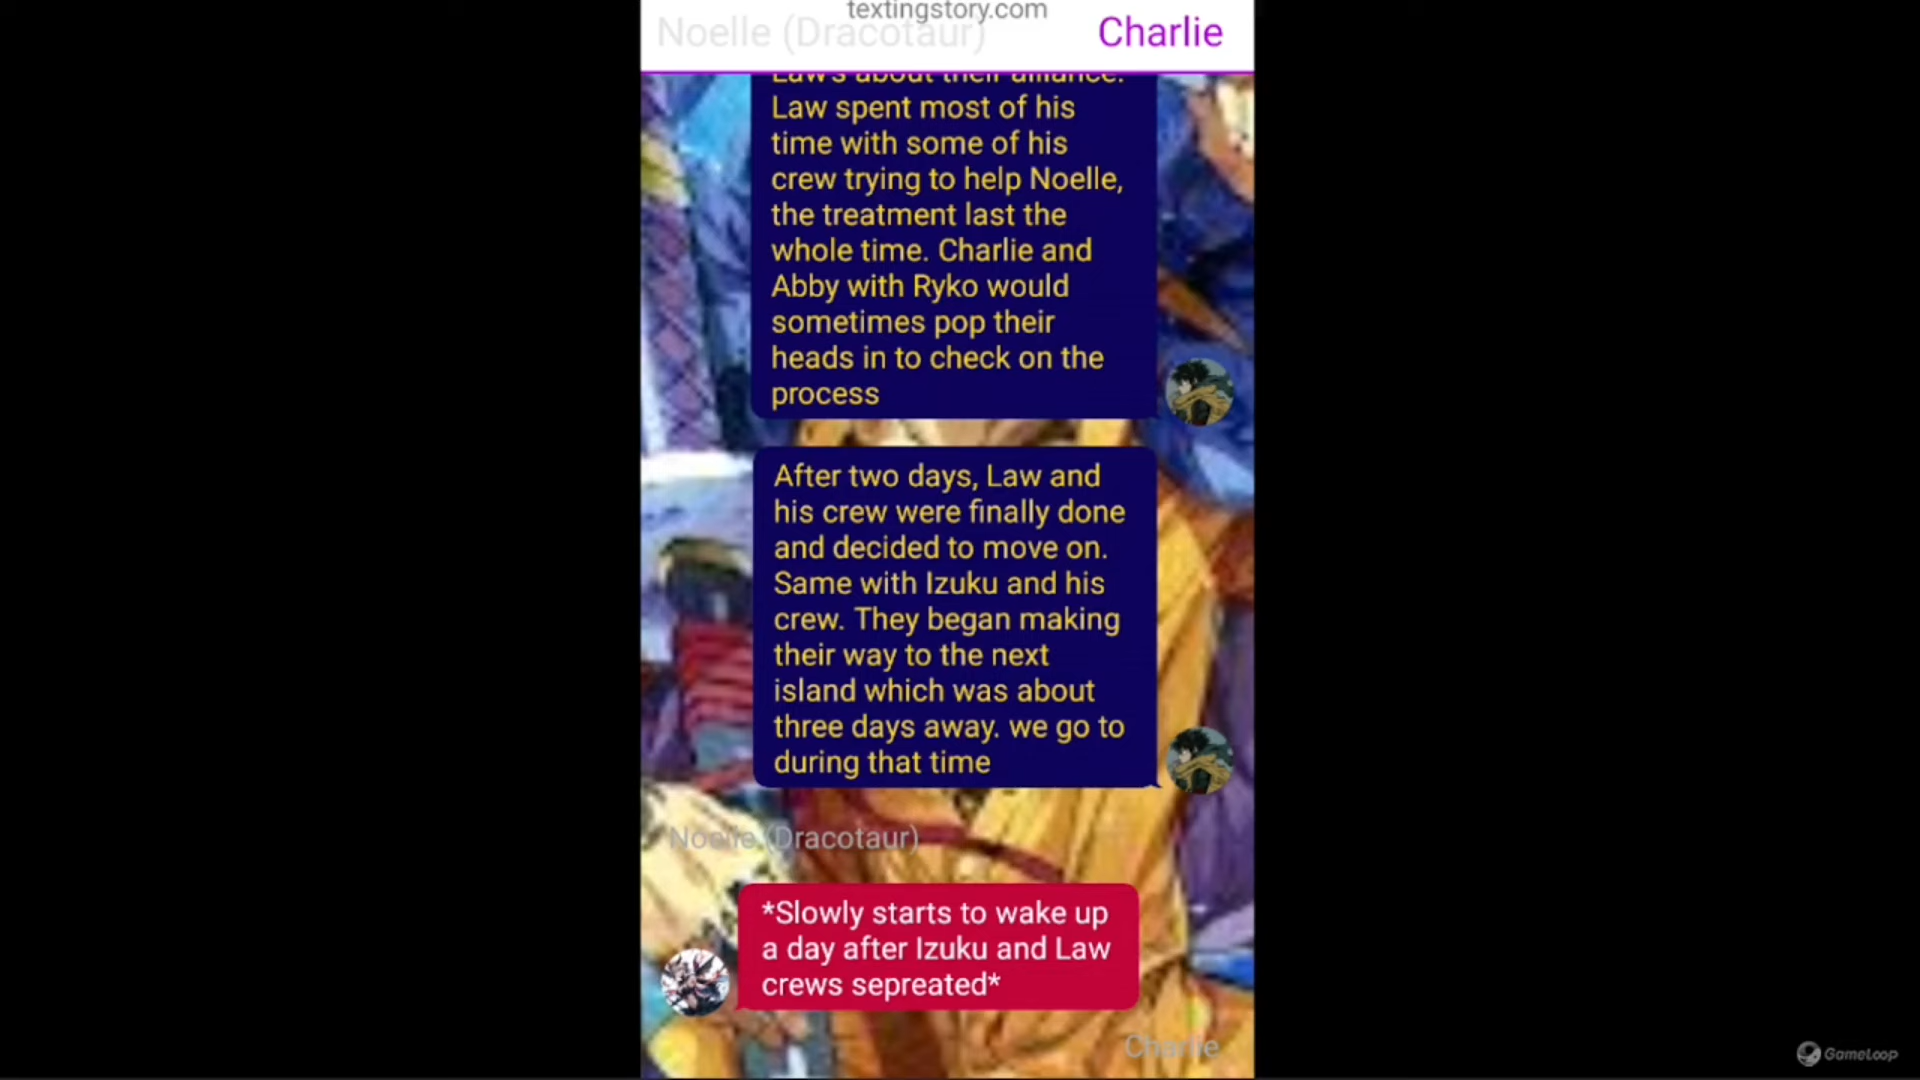 textingstory.com
Noelle (Dracotaur)
Charlie
Law's about their alliance.
Law spent most of his
time with some of his
crew trying to help Noelle,
the treatment last the
whole time. Charlie and
Abby with Ryko would
sometimes pop their
heads in to check on the
process
After two days, Law and
his crew were finally done
and decided to move on.
Same with Izuku and his
crew. They began making
their way to the next
island which was about
three days away. we go to
during that time
Noelle (Dracotaur)
*Slowly starts to wake up
a day after Izuku and Law
crews sepreated*
Charlie
GameLoop